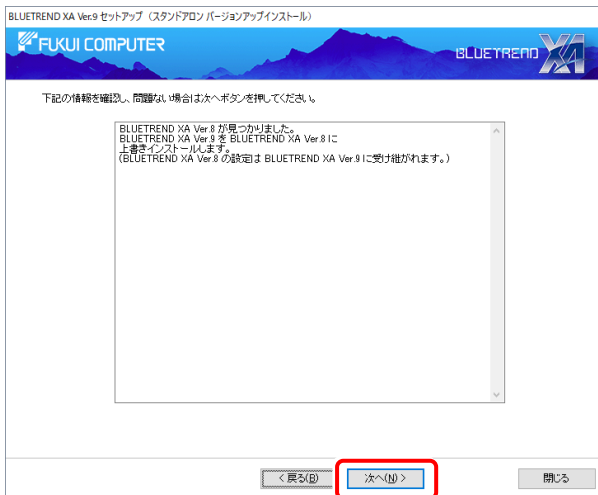 BLUETREND XA Ver.9 セットアップ（スタンドアロン バージョンアップインストール）
FUKUI COMPUTER
BLUETREND XA
下記の情報を確認し、問題ない場合は次へボタンを押してください。
BLUETREND XA Ver.8 が見つかりました。
BLUETREND XA Ver.9 を BLUETREND XA Ver.8 に
上書きインストールします。
(BLUETREND XA Ver.8 の設定は BLUETREND XA Ver.9 に受け継がれます。)
< 戻る(B) 次へ(N) > 閉じる